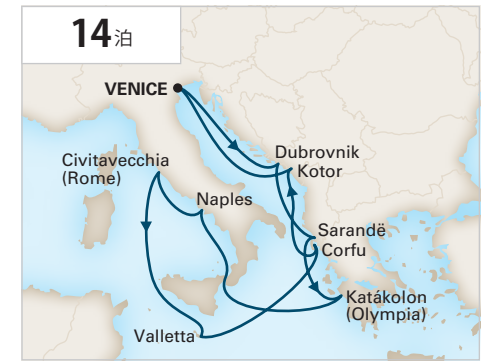 14泊
VENICE
Dubrovnik
Kotor
Civitavecchia
(Rome)
Naples
Sarandë
Corfu
Katákolon
(Olympia)
Valletta